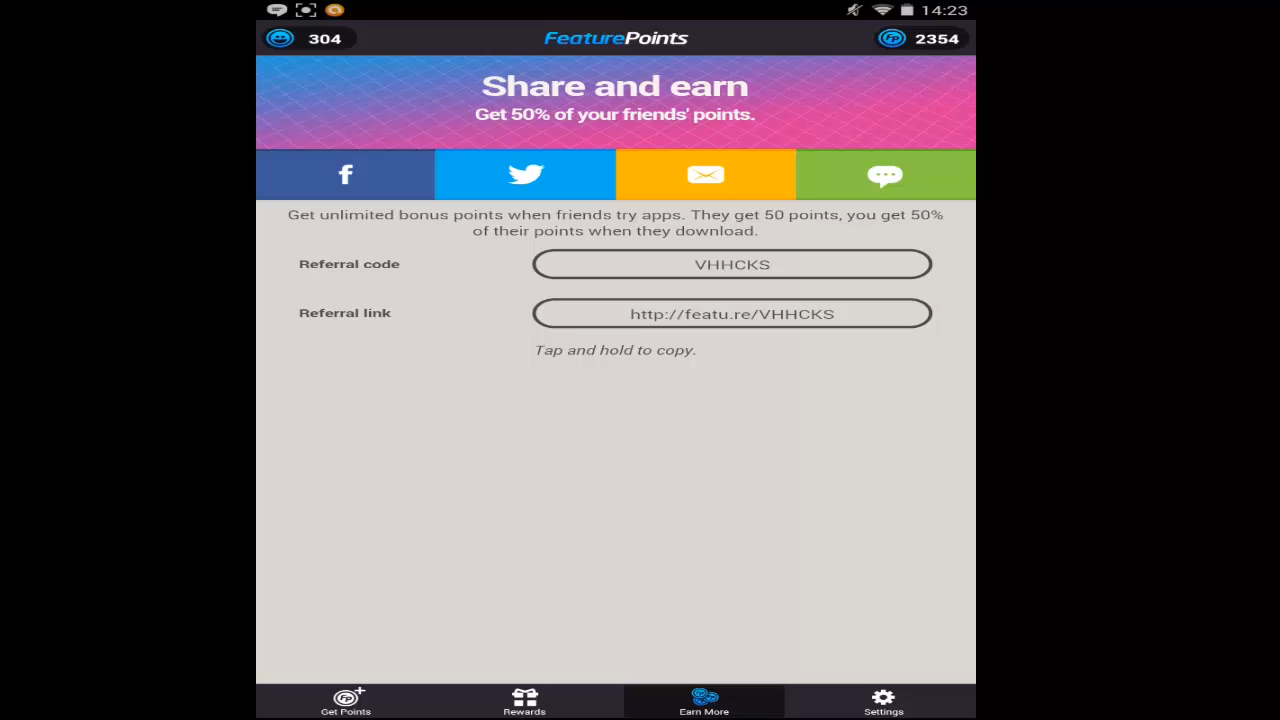 14:23
304
FeaturePoints
2354
Share and earn
Get 50% of your friends' points.
Get unlimited bonus points when friends try apps. They get 50 points, you get 50%
of their points when they download.
Referral code
VHHCKS
Referral link
http://featu.re/VHHCKS
Tap and hold to copy.
Get Points
Rewards
Earn More
Settings